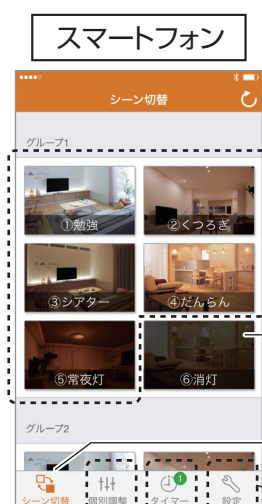 スマートフォン
シーン切替
グループ1
①勉強
②くつろぎ
③シアター
④だんらん
⑤常夜灯
⑥消灯
グループ2
1
シーン切替
個別調整
タイマー
設定